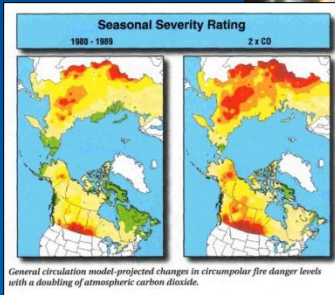 Seasonal Severity Rating
1980 - 1989
2 x CO
General circulation model-projected changes in circumpolar fire danger levels
with a doubling of atmospheric carbon dioxide.